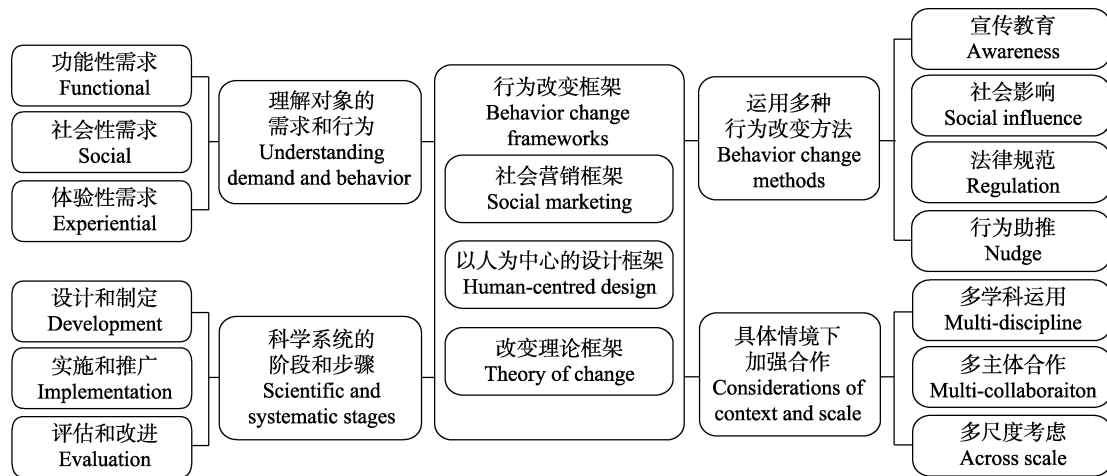 功能性需求
Functional
社会性需求
Social
体验性需求
Experiential
理解对象的
需求和行为
Understanding
demand and behavior
设计和制定
Development
实施和推广
Implementation
评估和改进
Evaluation
科学系统的
阶段和步骤
Scientific and
systematic stages
行为改变框架
Behavior change
frameworks
社会营销框架
Social marketing
以人为中心的设计框架
Human-centred design
改变理论框架
Theory of change
运用多种
行为改变方法
Behavior change
methods
宣传教育
Awareness
社会影响
Social influence
法律规范
Regulation
行为助推
Nudge
具体情境下
加强合作
Considerations of
context and scale
多学科运用
Multi-discipline
多主体合作
Multi-collaboraiton
多尺度考虑
Across scale